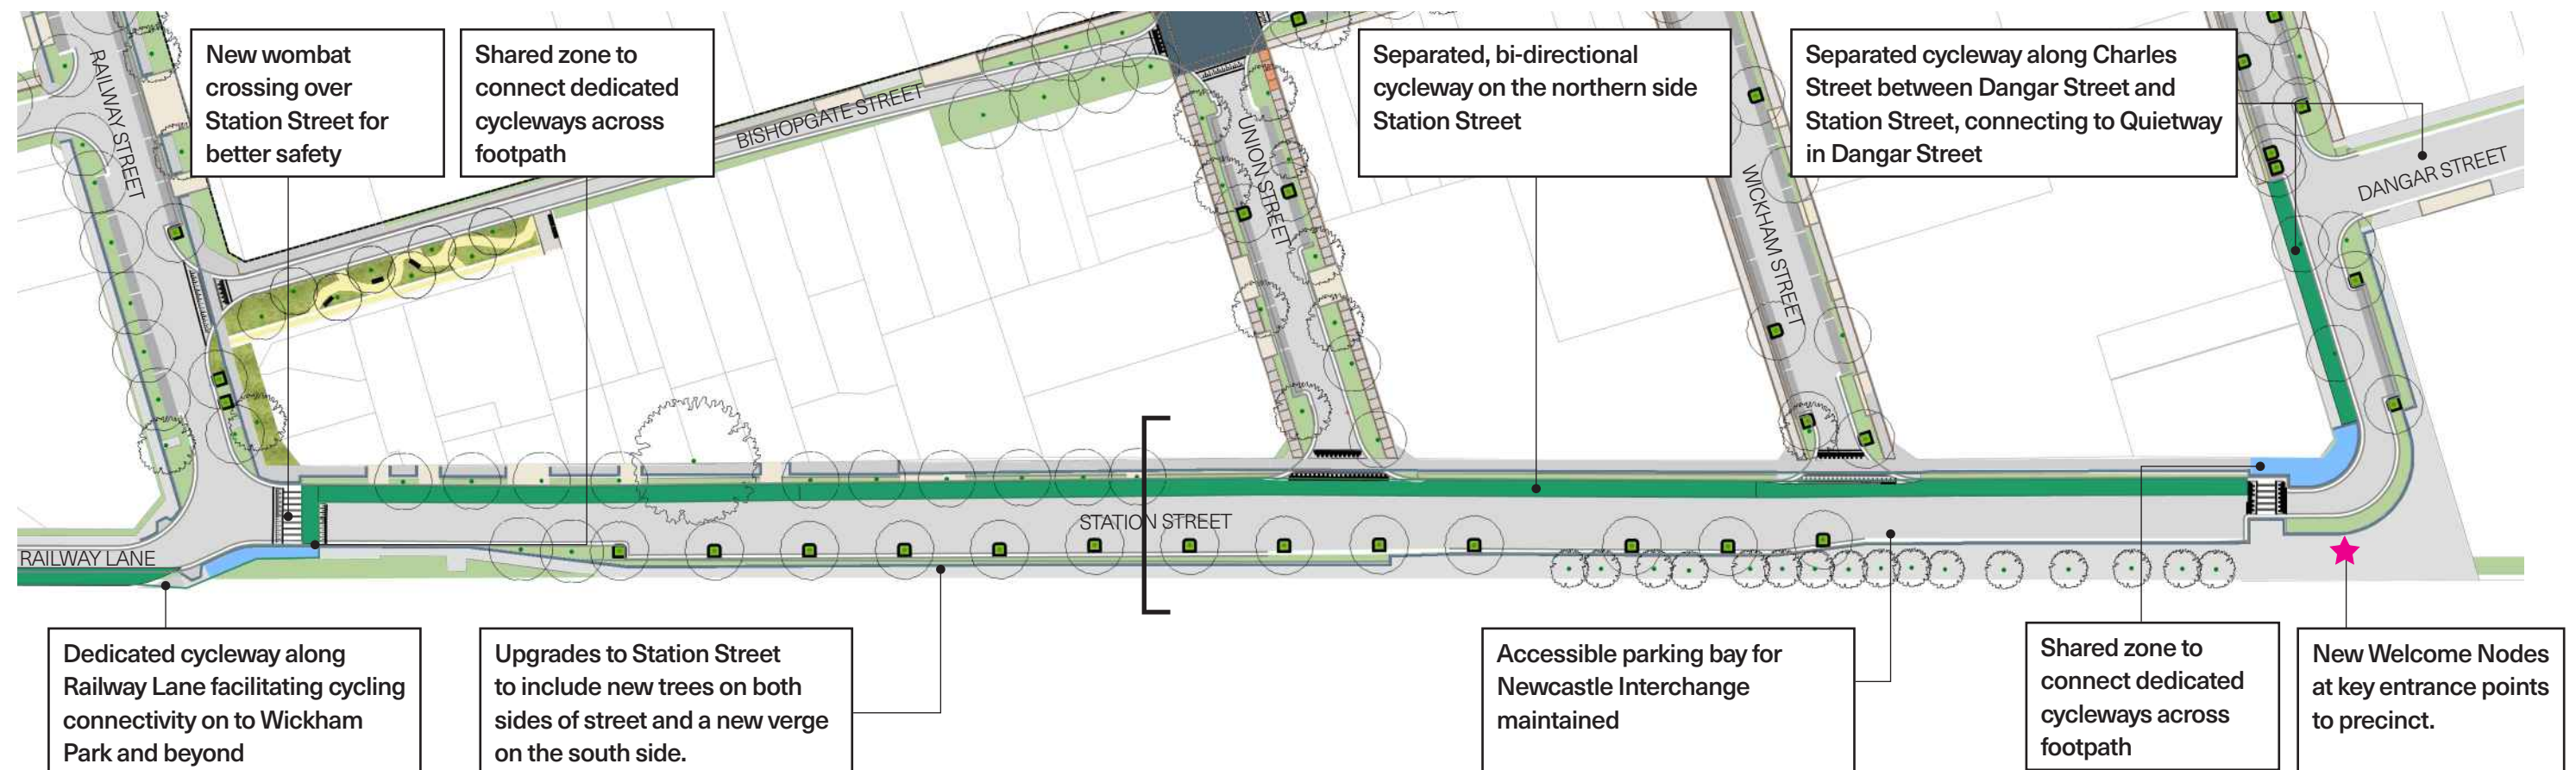 New wombat
crossing over
Station Street for
better safety
Shared zone to
connect dedicated
cycleways across
footpath
Separated, bi-directional
cycleway on the northern side
Station Street
Separated cycleway along Charles
Street between Dangar Street and
Station Street, connecting to Quietway
in Dangar Street
RAILWAY STREET
BISHOPGATE STREET
UNION STREET
WICKHAM STREET
DANGAR STREET
STATION STREET
RAILWAY LANE
Dedicated cycleway along
Railway Lane facilitating cycling
connectivity on to Wickham
Park and beyond
Upgrades to Station Street
to include new trees on both
sides of street and a new verge
on the south side.
Accessible parking bay for
Newcastle Interchange
maintained
Shared zone to
connect dedicated
cycleways across
footpath
New Welcome Nodes
at key entrance points
to precinct.